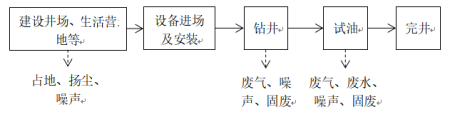 建设井场、生活营
地等
设备进场
及安装
钻井
试油
完井
占地、扬尘、
噪声
废气、噪
声、固废
废气、废水、
噪声、固废